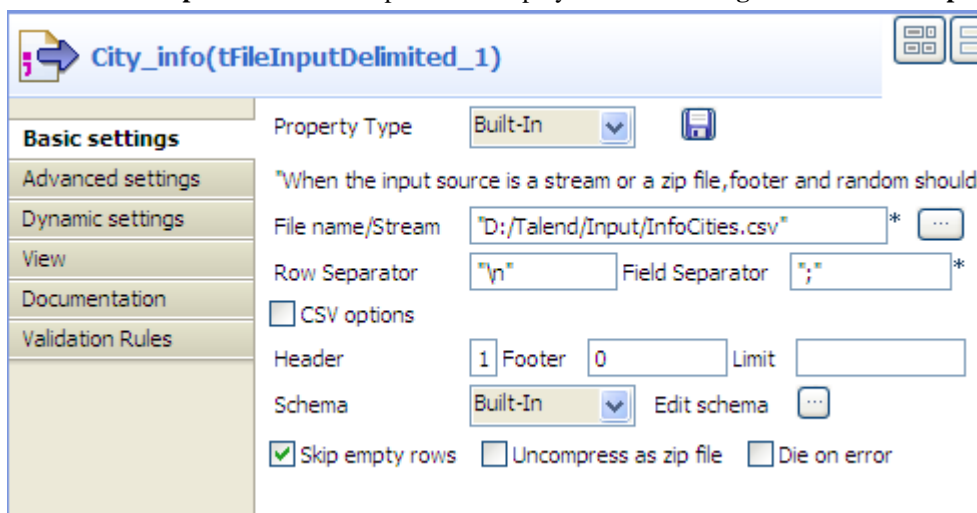 City_info(tFileInputDelimited_1)
Basic settings
Advanced settings
Dynamic settings
View
Documentation
Validation Rules
Property Type Built-In
"When the input source is a stream or a zip file,footer and random should
File name/Stream "D:/Talend/Input/InfoCities.csv" * ...
Row Separator "\n" Field Separator ";" *
CSV options
Header 1 Footer 0 Limit
Schema Built-In Edit schema ...
Skip empty rows Uncompress as zip file Die on error